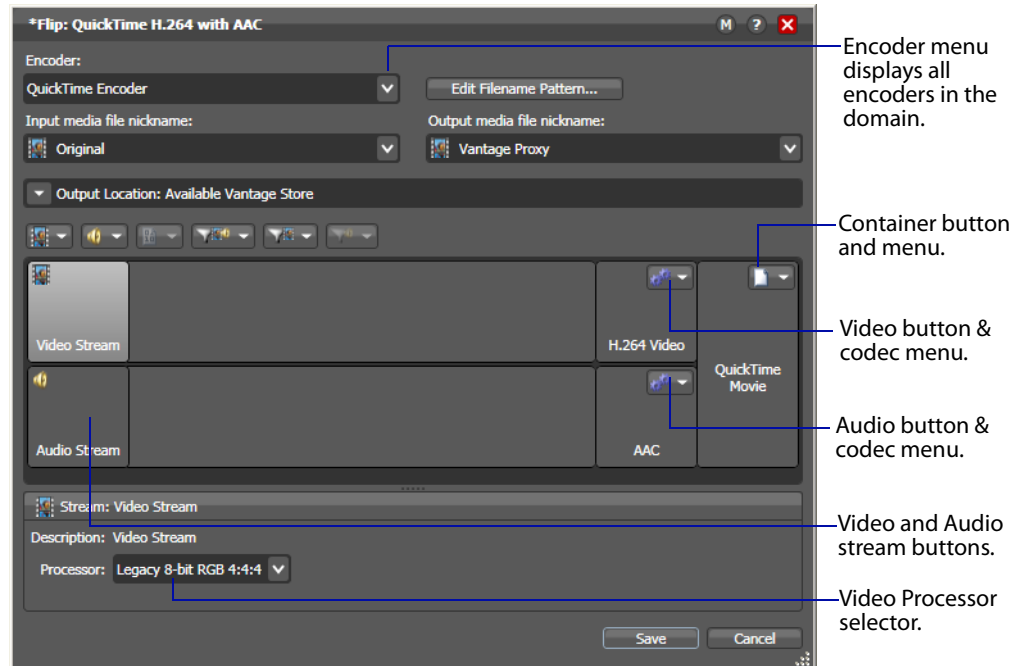 *Flip: QuickTime H.264 with AAC
M ? X
Encoder:
QuickTime Encoder
Edit Filename Pattern...
Input media file nickname:
Output media file nickname:
Original
Vantage Proxy
Output Location: Available Vantage Store
Video Stream
H.264 Video
QuickTime
Movie
Audio Stream
AAC
Stream: Video Stream
Description: Video Stream
Processor: Legacy 8-bit RGB 4:4:4
Save
Cancel
Encoder menu
displays all
encoders in the
domain.
Container button
and menu.
Video button &
codec menu.
Audio button &
codec menu.
Video and Audio
stream buttons.
Video Processor
selector.